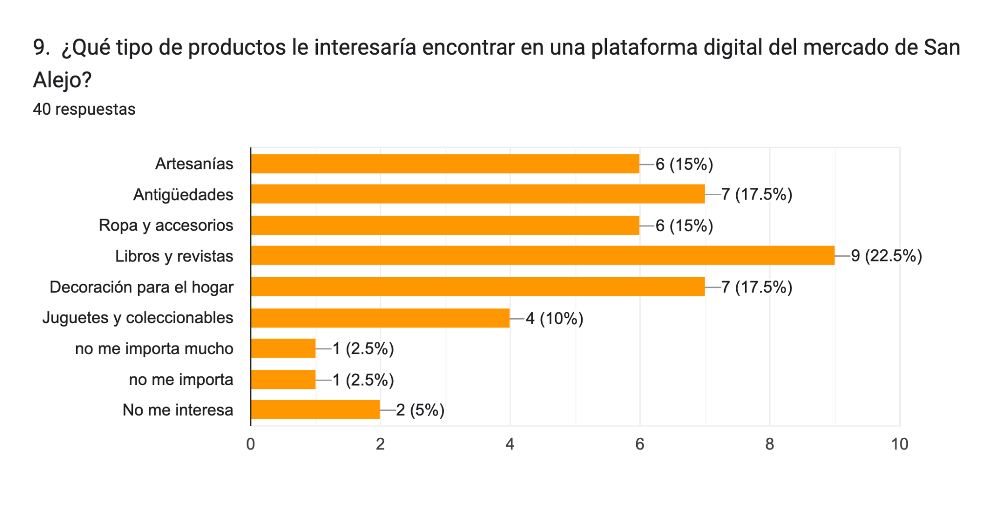 9.  ¿Qué tipo de productos le interesaría encontrar en una plataforma digital del mercado de San
Alejo?
40 respuestas
Artesanías 6 (15%)
Antigüedades 7 (17.5%)
Ropa y accesorios 6 (15%)
Libros y revistas 9 (22.5%)
Decoración para el hogar 7 (17.5%)
Juguetes y coleccionables 4 (10%)
no me importa mucho 1 (2.5%)
no me importa 1 (2.5%)
No me interesa 2 (5%)
0 2 4 6 8 10